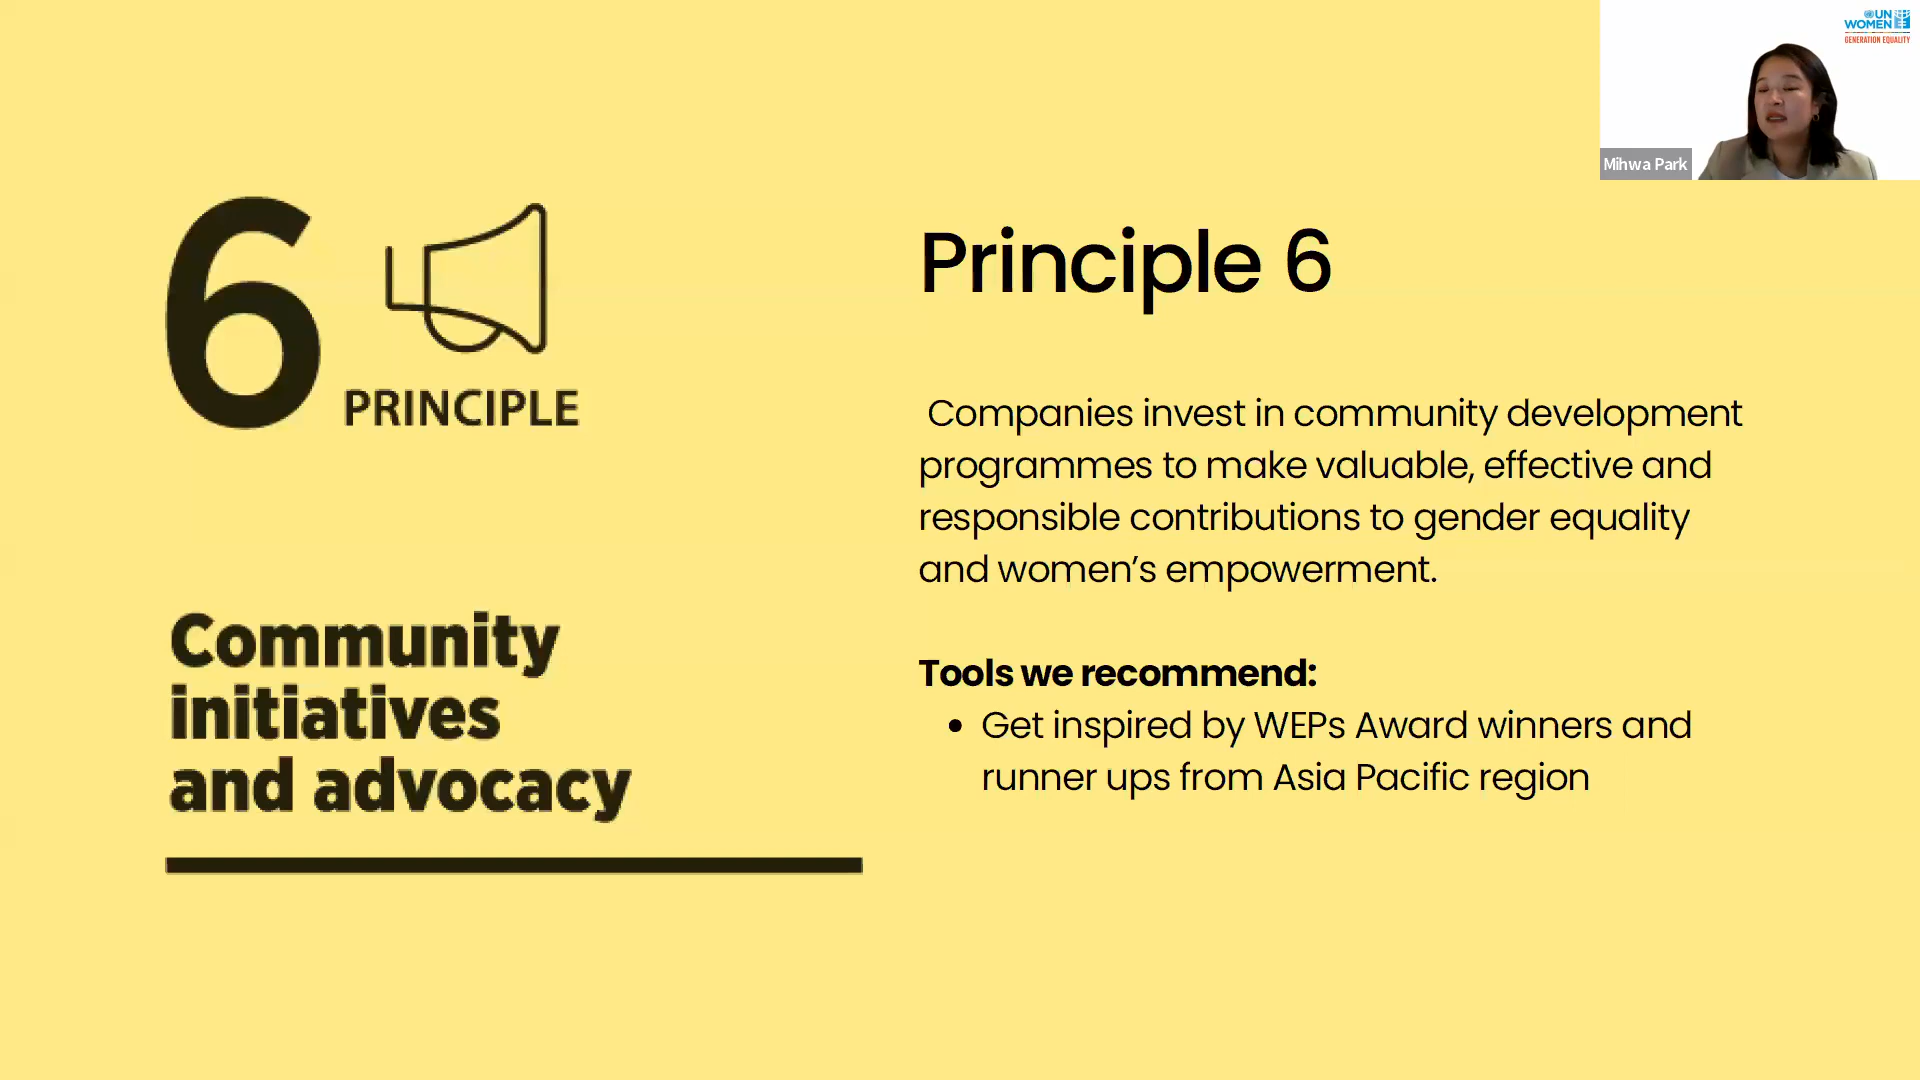 UN
WOMEN
GENERATION EQUALITY
Mihwa Park
6
PRINCIPLE
Community
initiatives
and advocacy
Principle 6
Companies invest in community development
programmes to make valuable, effective and
responsible contributions to gender equality
and women’s empowerment.
Tools we recommend:
• Get inspired by WEPs Award winners and
runner ups from Asia Pacific region